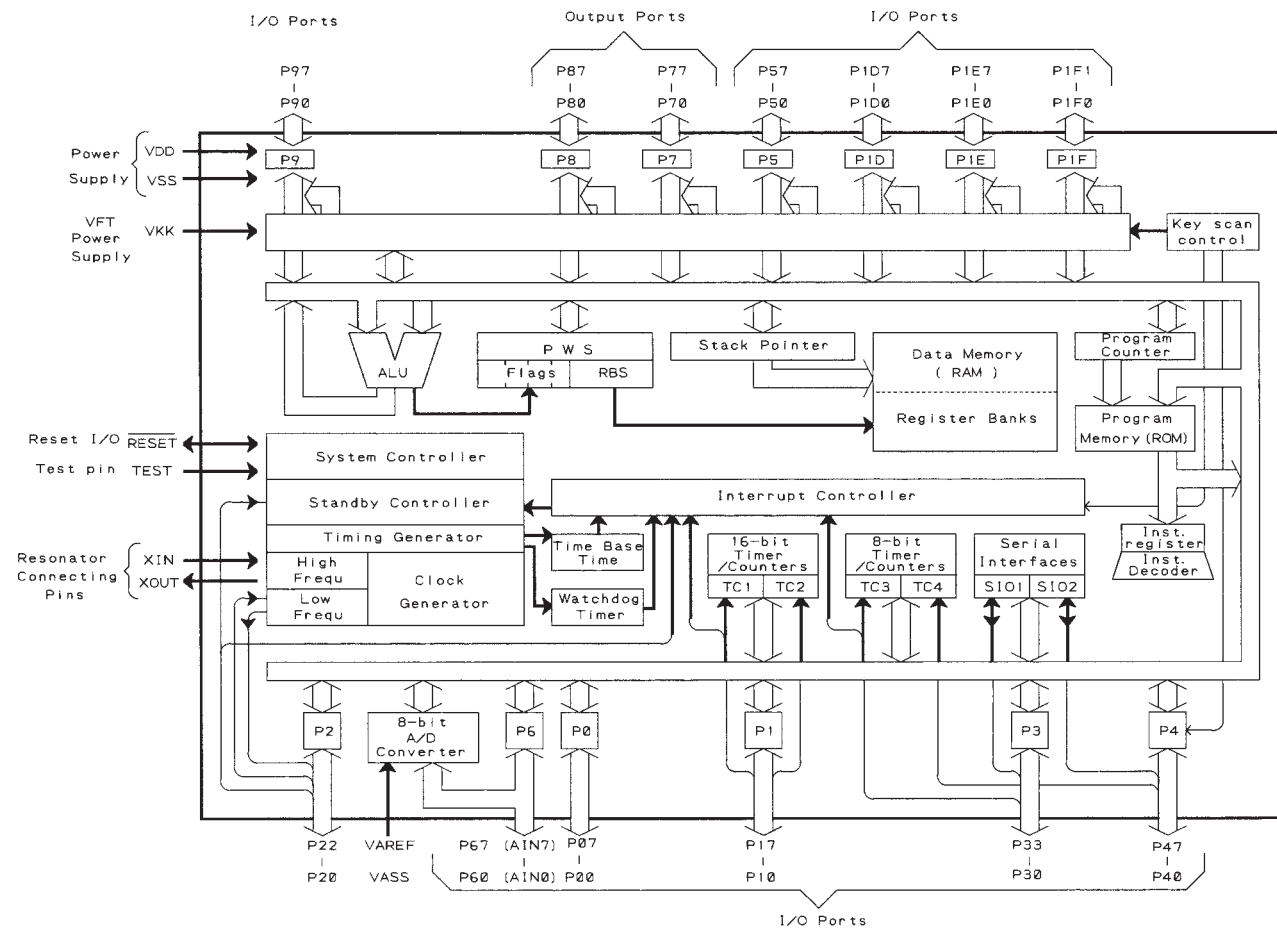 I/O Ports
Output Ports
I/O Ports
P97
P87
P77
P57
P1D7
P1E7
P1F1
P90
P80
P70
P50
P1D0
P1E0
P1F0
Power Supply
VDD
VSS
P9
P8
P7
P5
P1D
P1E
P1F
VFT
Power
Supply
VKK
Key scan
control
ALU
P W S
Flags
RBS
Stack Pointer
Data Memory
( RAM )
Register Banks
Program
Counter
Program
Memory (ROM)
Reset I/O RESET
Test pin TEST
System Controller
Standby Controller
Timing Generator
Interrupt Controller
Resonator
Connecting
Pins
XIN
XOUT
High
Frequ
Low
Frequ
Clock
Generator
Time Base
Time
Watchdog
Timer
16-bit
Timer
/Counters
TC1
TC2
8-bit
Timer
/Counters
TC3
TC4
Serial
Interfaces
SIO1
SIO2
Inst.
register
Inst.
Decoder
P2
8-bit
A/D
Converter
P6
P0
P1
P3
P4
P22
VAREF
P67 (AIN7)
P07
P17
P33
P47
P20
VASS
P60 (AIN0)
P00
P10
P30
P40
I/O Ports